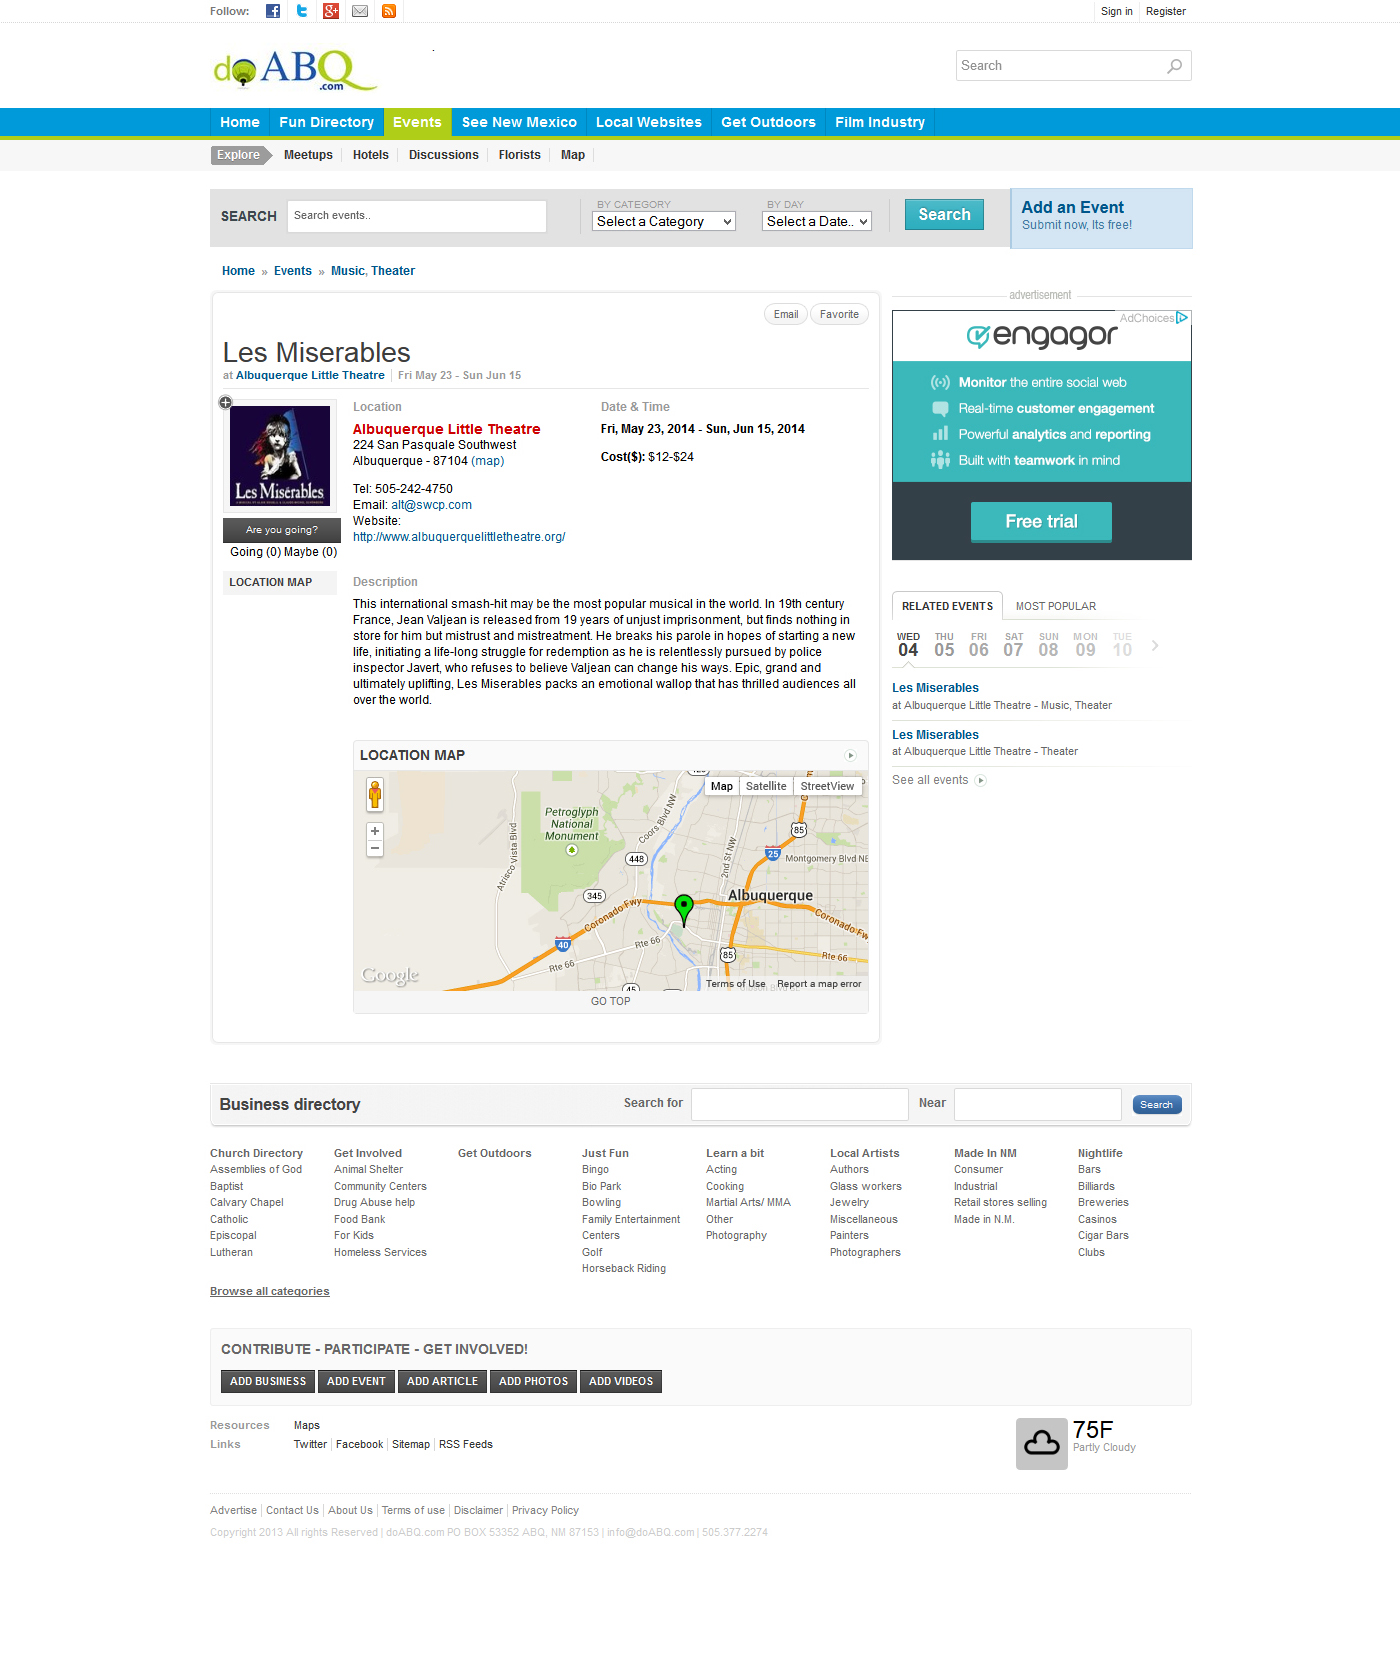 Follow:
Sign in Register
doABQ.com
Search
Home Fun Directory Events See New Mexico Local Websites Get Outdoors Film Industry
Explore Meetups Hotels Discussions Florists Map
SEARCH Search events..
BY CATEGORY
Select a Category
BY DAY
Select a Date..
Search
Add an Event
Submit now, Its free!
Home » Events » Music, Theater
Email Favorite
Les Miserables
at Albuquerque Little Theatre Fri May 23 - Sun Jun 15
Les Misérables
Are you going?
Going (0) Maybe (0)
LOCATION MAP
Location
Albuquerque Little Theatre
224 San Pasquale Southwest
Albuquerque - 87104 (map)
Tel: 505-242-4750
Email: alt@swcp.com
Website:
http://www.albuquerquelittletheatre.org/
Date & Time
Fri, May 23, 2014 - Sun, Jun 15, 2014
Cost($): $12-$24
Description
This international smash-hit may be the most popular musical in the world. In 19th century
France, Jean Valjean is released from 19 years of unjust imprisonment, but finds nothing in
store for him but mistrust and mistreatment. He breaks his parole in hopes of starting a new
life, initiating a life-long struggle for redemption as he is relentlessly pursued by police
inspector Javert, who refuses to believe Valjean can change his ways. Epic, grand and
ultimately uplifting, Les Miserables packs an emotional wallop that has thrilled audiences all
over the world.
LOCATION MAP
Map Satellite StreetView
Petroglyph
National
Monument
Atrisco Vista Blvd
Coors Blvd NW
2nd St NW
448
85
25
Montgomery Blvd NE
345
Albuquerque
Coronado Fwy
Coronado Fwy
40
Rte 66
Rte 66
85
Rte 66
45
Google
Terms of Use Report a map error
GO TOP
advertisement
AdChoices
engagor
Monitor the entire social web
Real-time customer engagement
Powerful analytics and reporting
Built with teamwork in mind
Free trial
RELATED EVENTS MOST POPULAR
WED THU FRI SAT SUN MON TUE
04 05 06 07 08 09 10
Les Miserables
at Albuquerque Little Theatre - Music, Theater
Les Miserables
at Albuquerque Little Theatre - Theater
See all events
Business directory Search for Near Search
Church Directory
Assemblies of God
Baptist
Calvary Chapel
Catholic
Episcopal
Lutheran
Get Involved
Animal Shelter
Community Centers
Drug Abuse help
Food Bank
For Kids
Homeless Services
Get Outdoors
Just Fun
Bingo
Bio Park
Bowling
Family Entertainment
Centers
Golf
Horseback Riding
Learn a bit
Acting
Cooking
Martial Arts/ MMA
Other
Photography
Local Artists
Authors
Glass workers
Jewelry
Miscellaneous
Painters
Photographers
Made In NM
Consumer
Industrial
Retail stores selling
Made in N.M.
Nightlife
Bars
Billiards
Breweries
Casinos
Cigar Bars
Clubs
Browse all categories
CONTRIBUTE - PARTICIPATE - GET INVOLVED!
ADD BUSINESS ADD EVENT ADD ARTICLE ADD PHOTOS ADD VIDEOS
Resources Maps
Links Twitter Facebook Sitemap RSS Feeds
75F
Partly Cloudy
Advertise Contact Us About Us Terms of use Disclaimer Privacy Policy
Copyright 2013 All rights Reserved | doABQ.com PO BOX 53352 ABQ, NM 87153 | info@doABQ.com | 505.377.2274